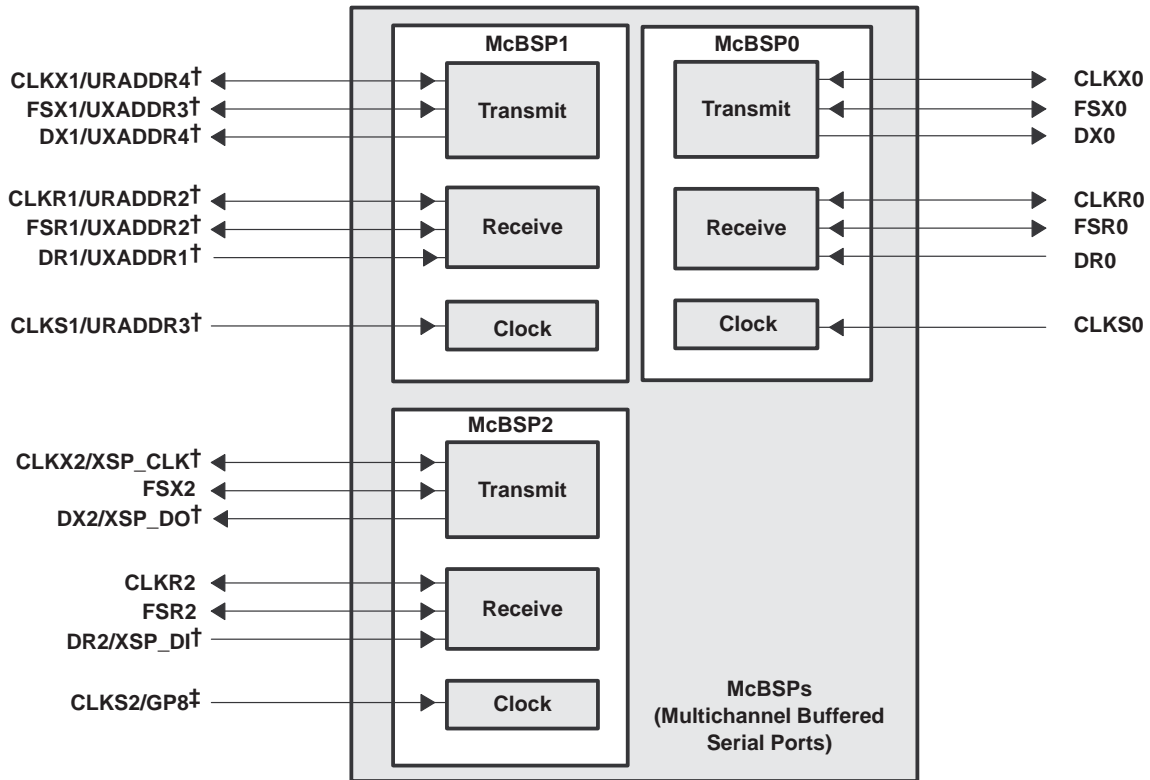 McBSP1
McBSP0
CLKX1/URADDR4†
FSX1/UXADDR3†
DX1/UXADDR4†
Transmit
Transmit
CLKX0
FSX0
DX0
CLKR1/URADDR2†
FSR1/UXADDR2†
DR1/UXADDR1†
Receive
Receive
CLKR0
FSR0
DR0
CLKS1/URADDR3†
Clock
Clock
CLKS0
McBSP2
CLKX2/XSP_CLK†
FSX2
DX2/XSP_DO†
Transmit
CLKR2
FSR2
DR2/XSP_DI†
Receive
CLKS2/GP8‡
Clock
McBSPs
(Multichannel Buffered
Serial Ports)